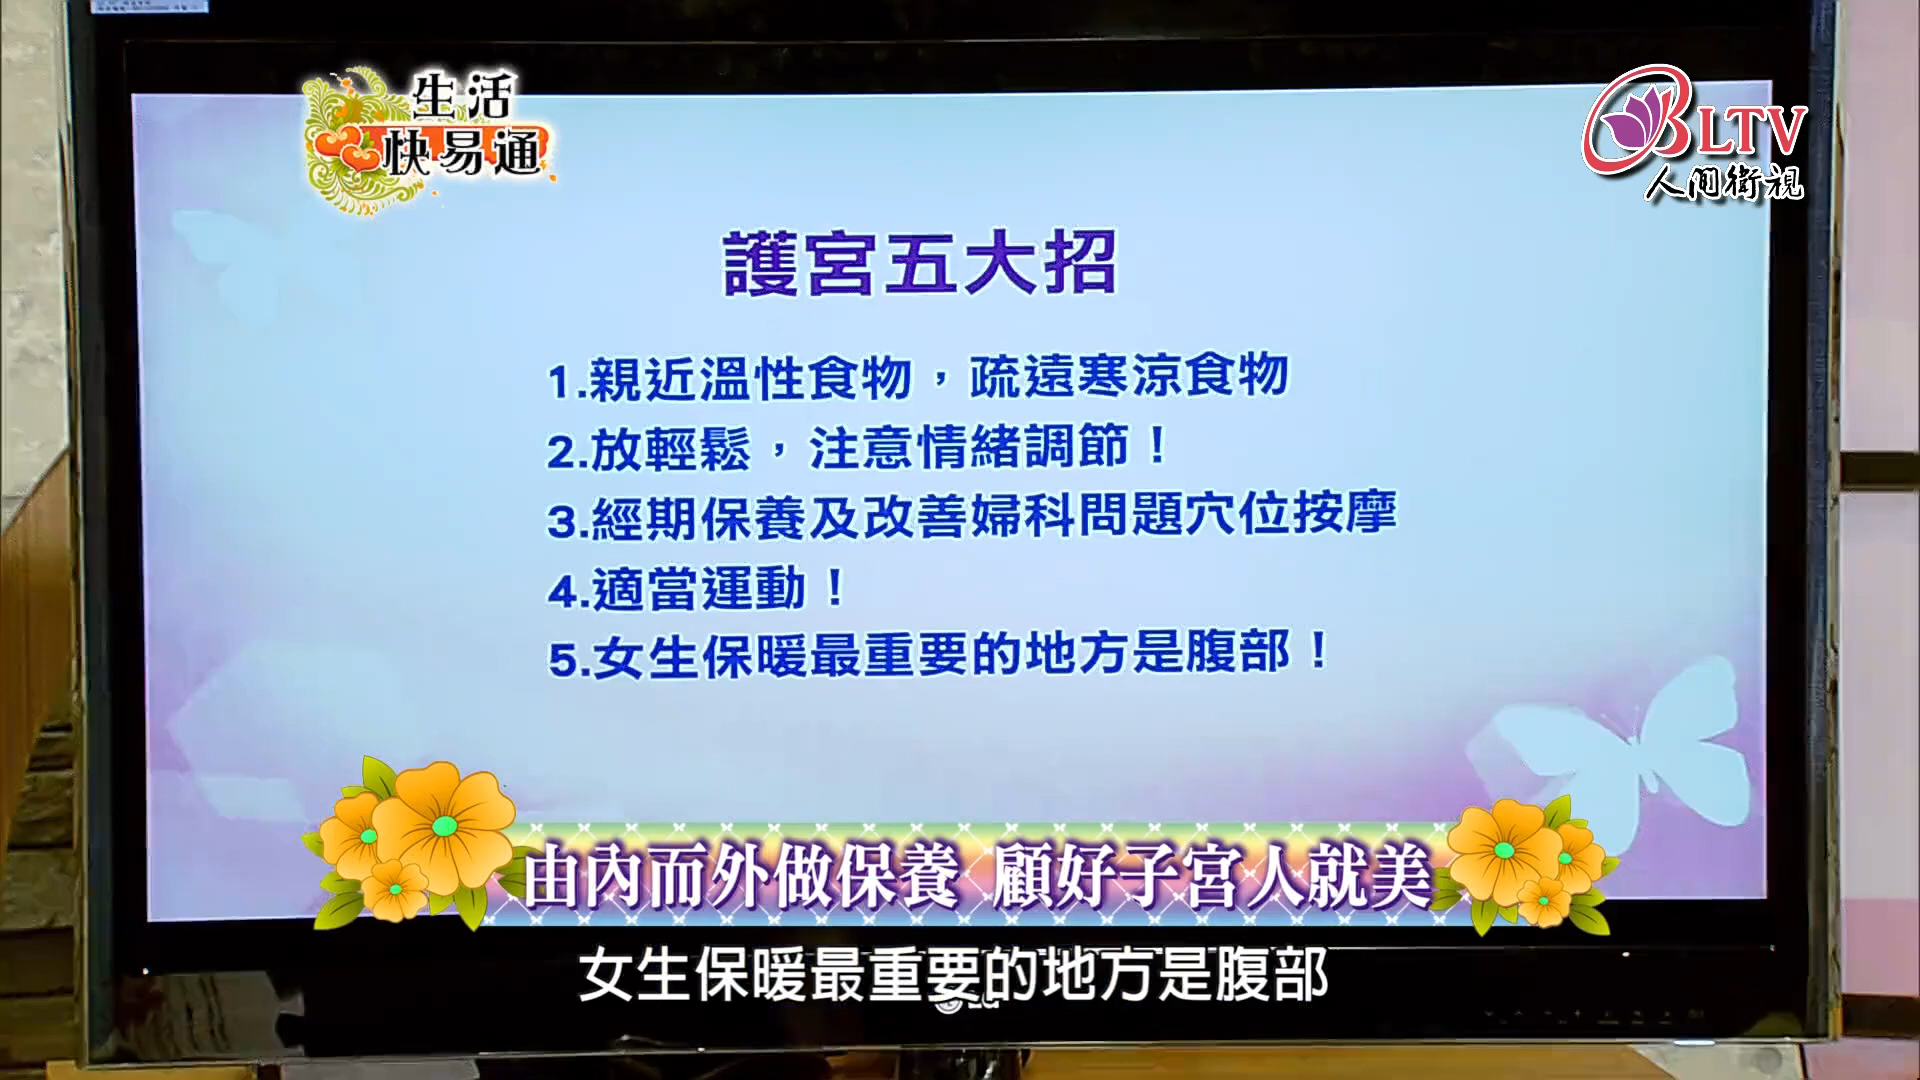 生活
快易通
BLTV
人間衛視
護宮五大招
1.親近溫性食物，疏遠寒涼食物
2.放輕鬆，注意情緒調節！
3.經期保養及改善婦科問題穴位按摩
4.適當運動！
5.女生保暖最重要的地方是腹部！
由內而外做保養 顧好子宮人就美
女生保暖最重要的地方是腹部